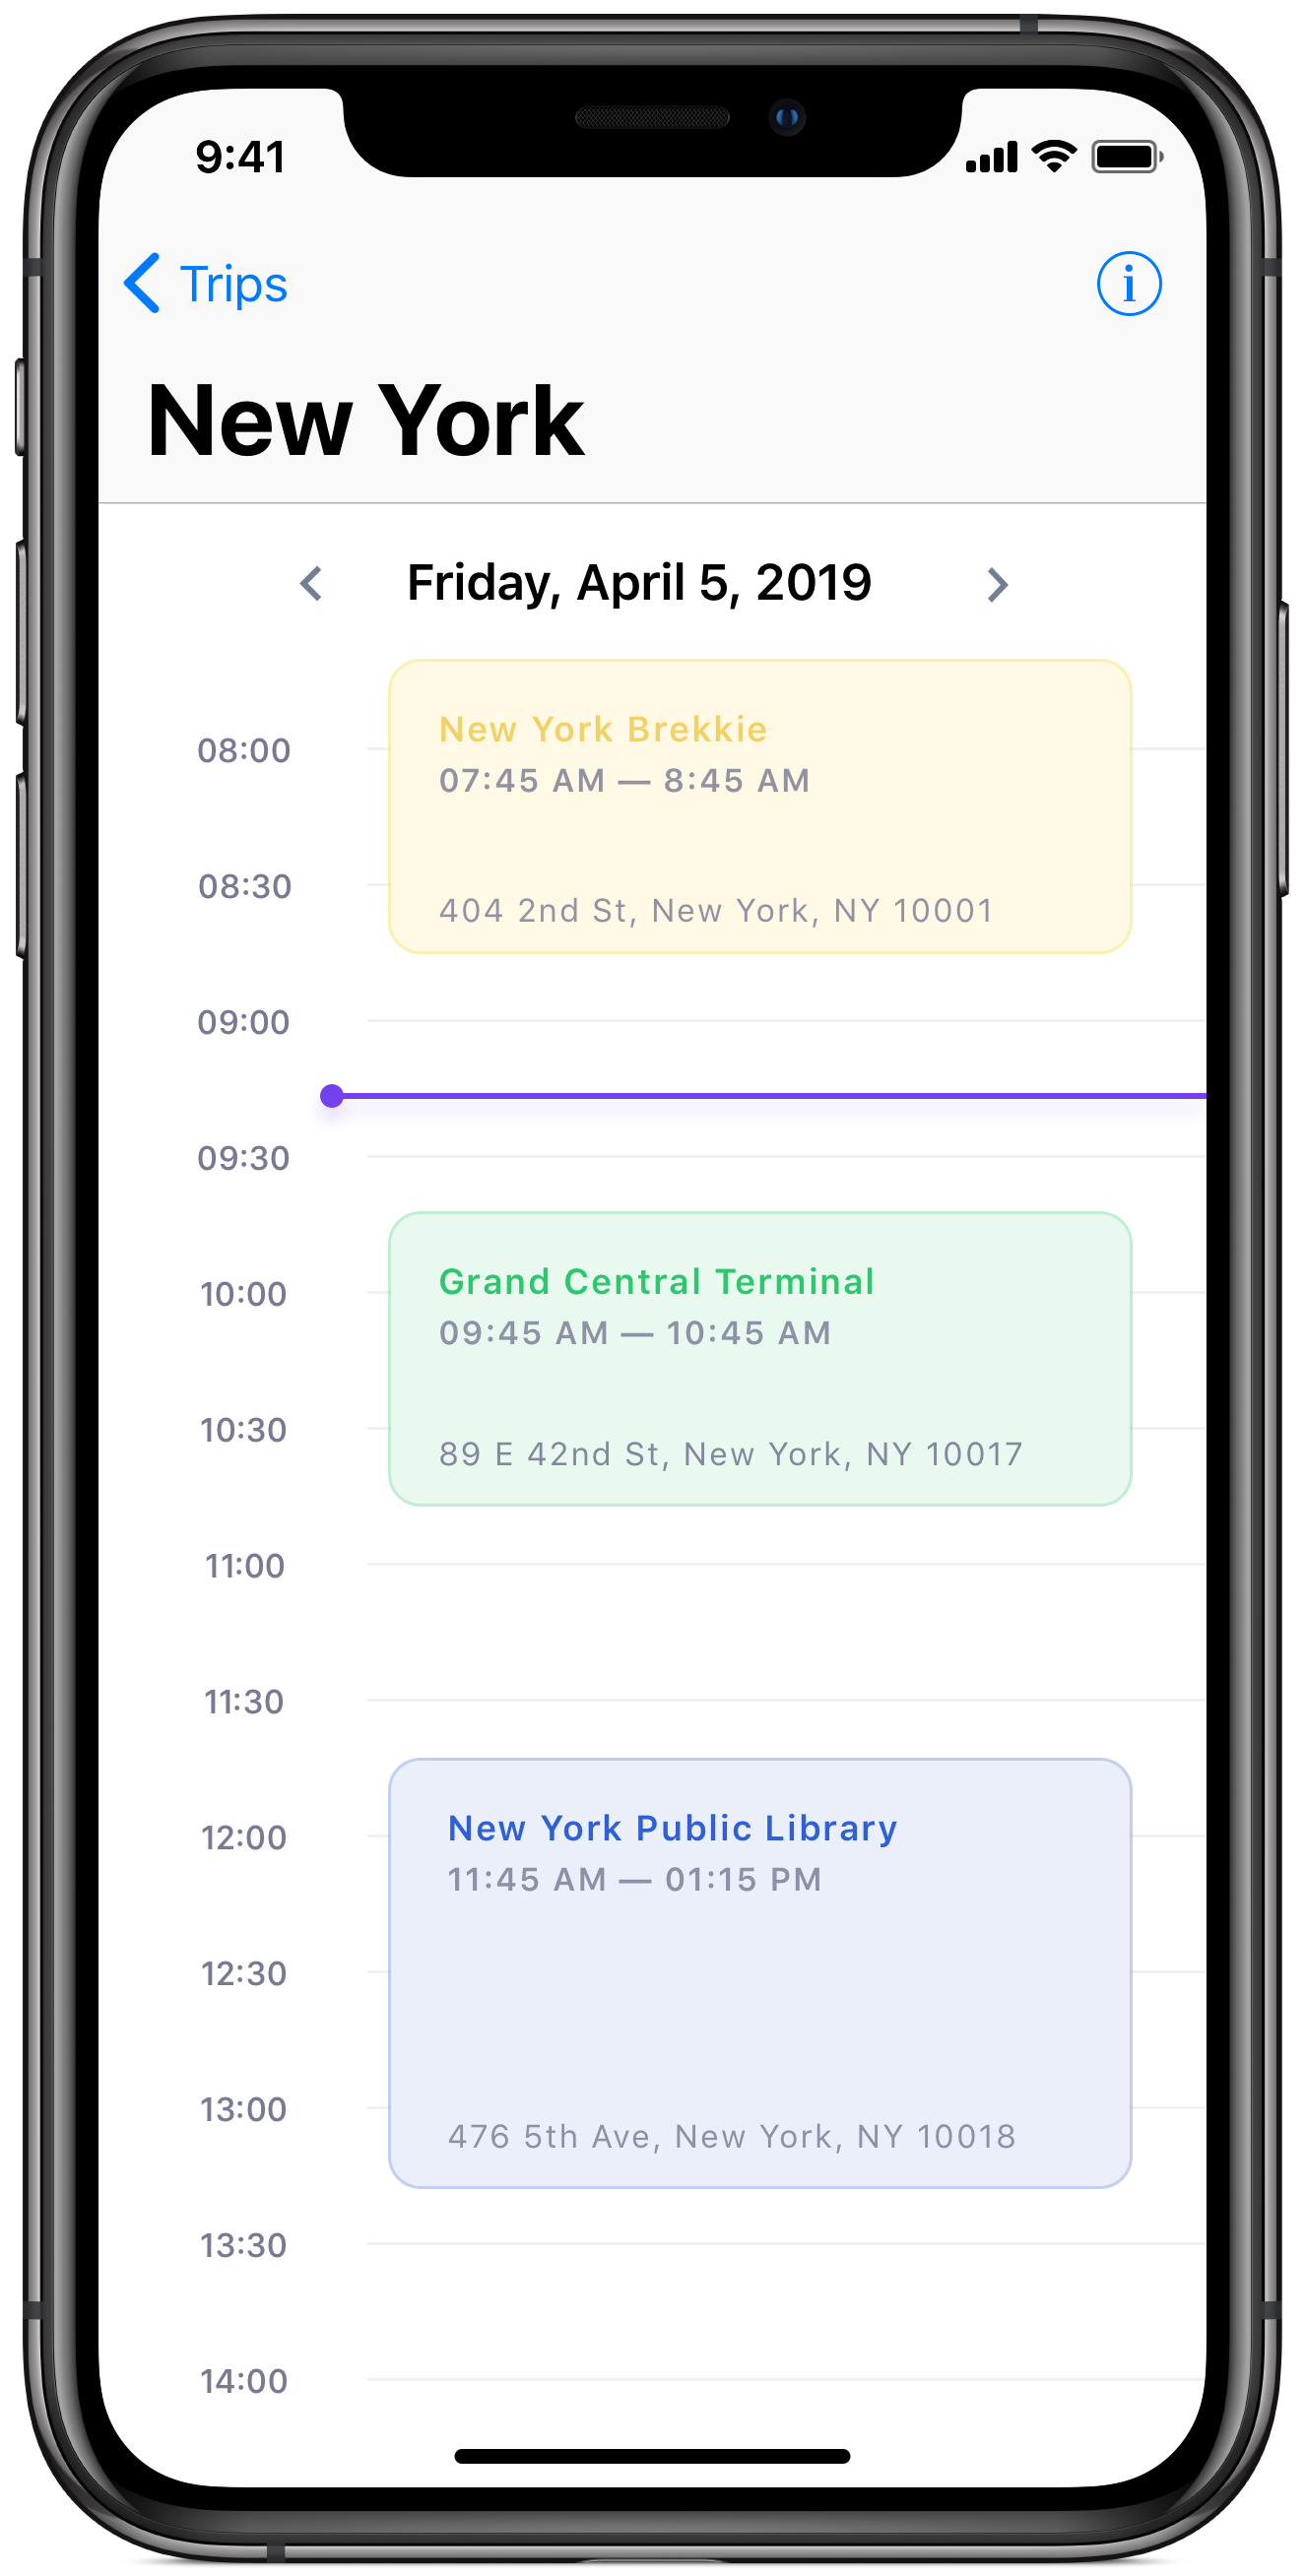 9:41
Trips
i
New York
Friday, April 5, 2019
New York Brekkie
08:00
07:45 AM — 8:45 AM
08:30
404 2nd St, New York, NY 10001
09:00
09:30
Grand Central Terminal
10:00
09:45 AM — 10:45 AM
10:30
89 E 42nd St, New York, NY 10017
11:00
11:30
New York Public Library
12:00
11:45 AM — 01:15 PM
12:30
13:00
476 5th Ave, New York, NY 10018
13:30
14:00